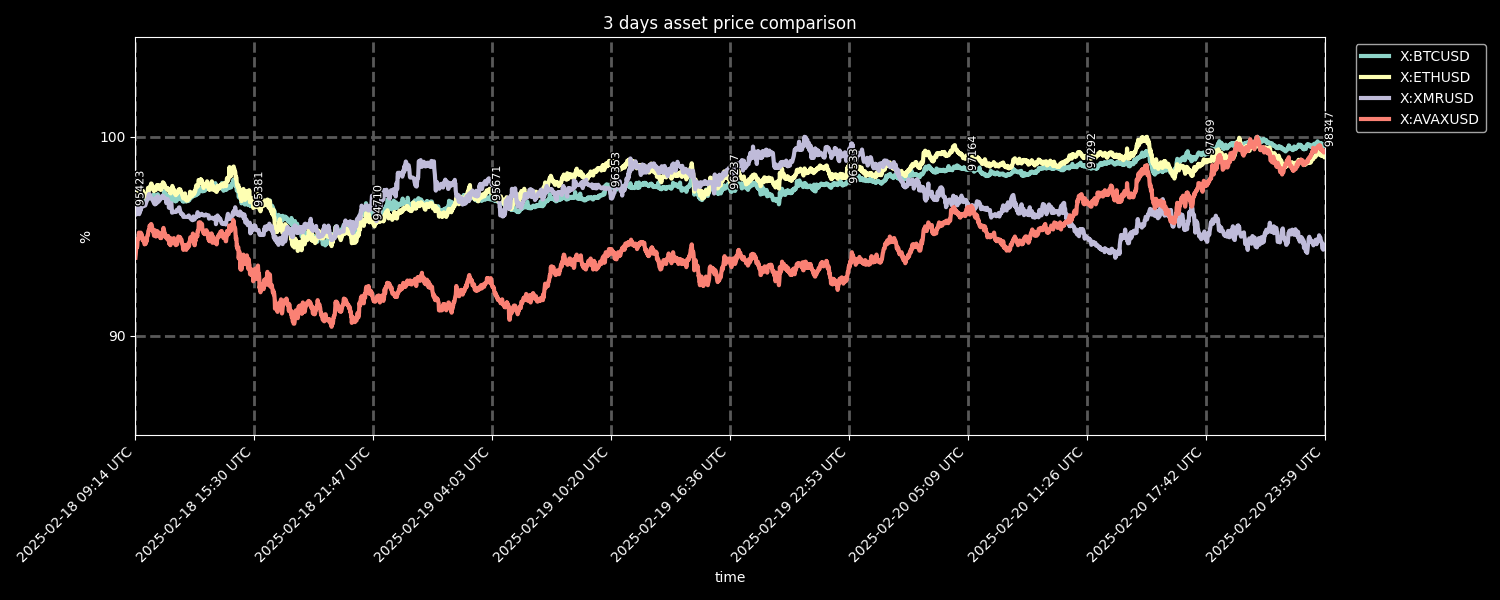 3 days asset price comparison
X:BTCUSD
X:ETHUSD
X:XMRUSD
X:AVAXUSD
100
90
%
95423
95381
94710
95671
96353
96237
96533
97164
97292
97969
98347
2025-02-18 09:14 UTC
2025-02-18 15:30 UTC
2025-02-18 21:47 UTC
2025-02-19 04:03 UTC
2025-02-19 10:20 UTC
2025-02-19 16:36 UTC
2025-02-19 22:53 UTC
2025-02-20 05:09 UTC
2025-02-20 11:26 UTC
2025-02-20 17:42 UTC
2025-02-20 23:59 UTC
time